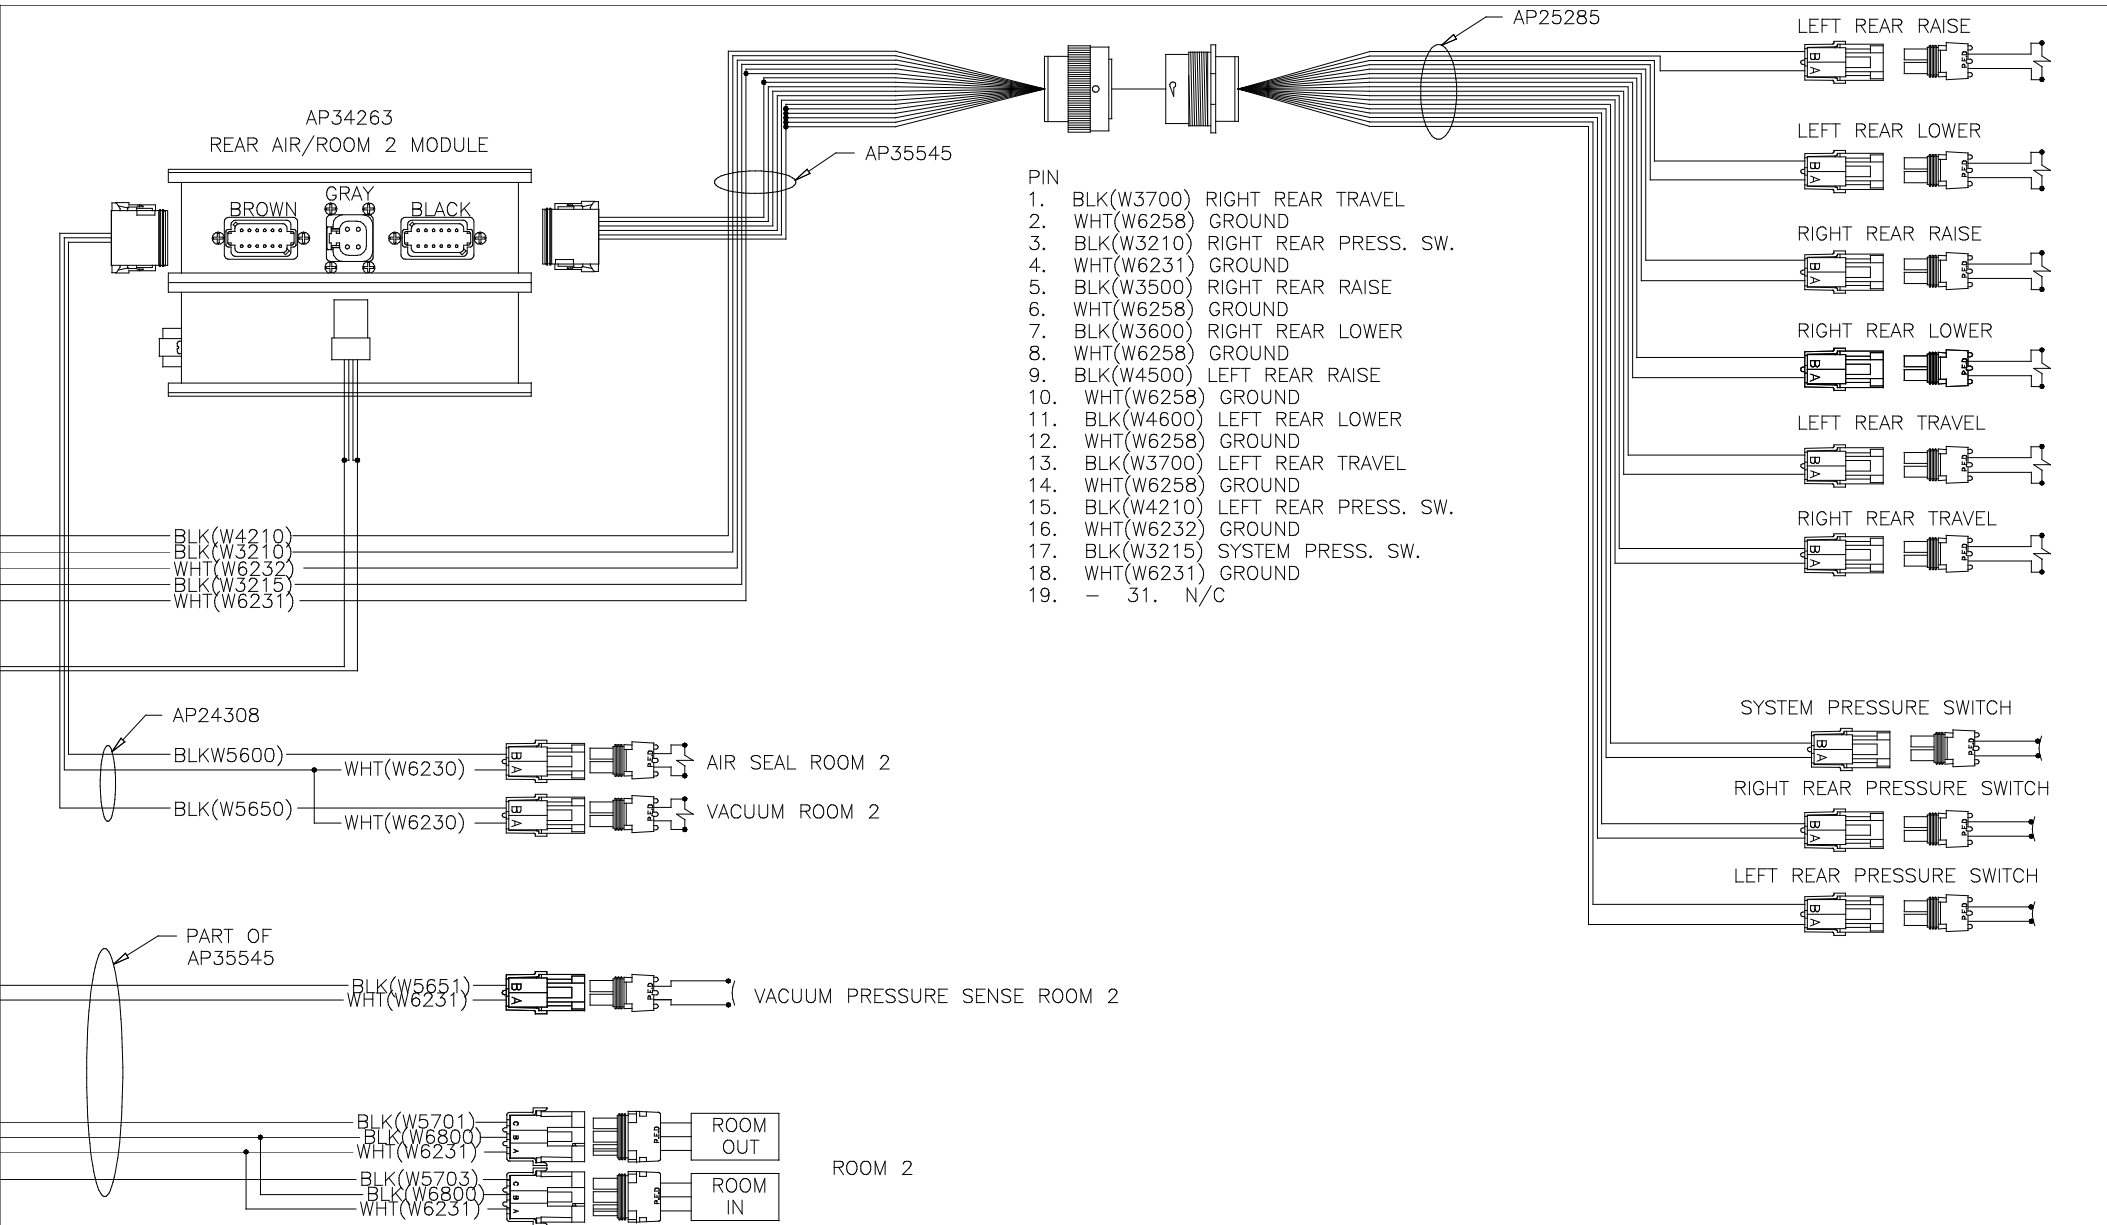 AP25285
LEFT REAR RAISE
AP34263
REAR AIR/ROOM 2 MODULE
LEFT REAR LOWER
AP35545
GRAY
BROWN
BLACK
PIN
1. BLK(W3700) RIGHT REAR TRAVEL
2. WHT(W6258) GROUND
3. BLK(W3210) RIGHT REAR PRESS. SW.
4. WHT(W6231) GROUND
5. BLK(W3500) RIGHT REAR RAISE
6. WHT(W6258) GROUND
7. BLK(W3600) RIGHT REAR LOWER
8. WHT(W6258) GROUND
9. BLK(W4500) LEFT REAR RAISE
10. WHT(W6258) GROUND
11. BLK(W4600) LEFT REAR LOWER
12. WHT(W6258) GROUND
13. BLK(W3700) LEFT REAR TRAVEL
14. WHT(W6258) GROUND
15. BLK(W4210) LEFT REAR PRESS. SW.
16. WHT(W6232) GROUND
17. BLK(W3215) SYSTEM PRESS. SW.
18. WHT(W6231) GROUND
19. – 31. N/C
RIGHT REAR RAISE
RIGHT REAR LOWER
LEFT REAR TRAVEL
RIGHT REAR TRAVEL
BLK(W4210)
BLK(W3210)
WHT(W6232)
BLK(W3215)
WHT(W6231)
SYSTEM PRESSURE SWITCH
RIGHT REAR PRESSURE SWITCH
LEFT REAR PRESSURE SWITCH
AP24308
BLKW5600)
WHT(W6230)
B A
AIR SEAL ROOM 2
BLK(W5650)
WHT(W6230)
B A
VACUUM ROOM 2
PART OF
AP35545
BLK(W5651)
WHT(W6231)
B A
VACUUM PRESSURE SENSE ROOM 2
BLK(W5701)
BLK(W6800)
WHT(W6231)
C B A
ROOM
OUT
ROOM 2
BLK(W5703)
BLK(W6800)
WHT(W6231)
C B A
ROOM
IN